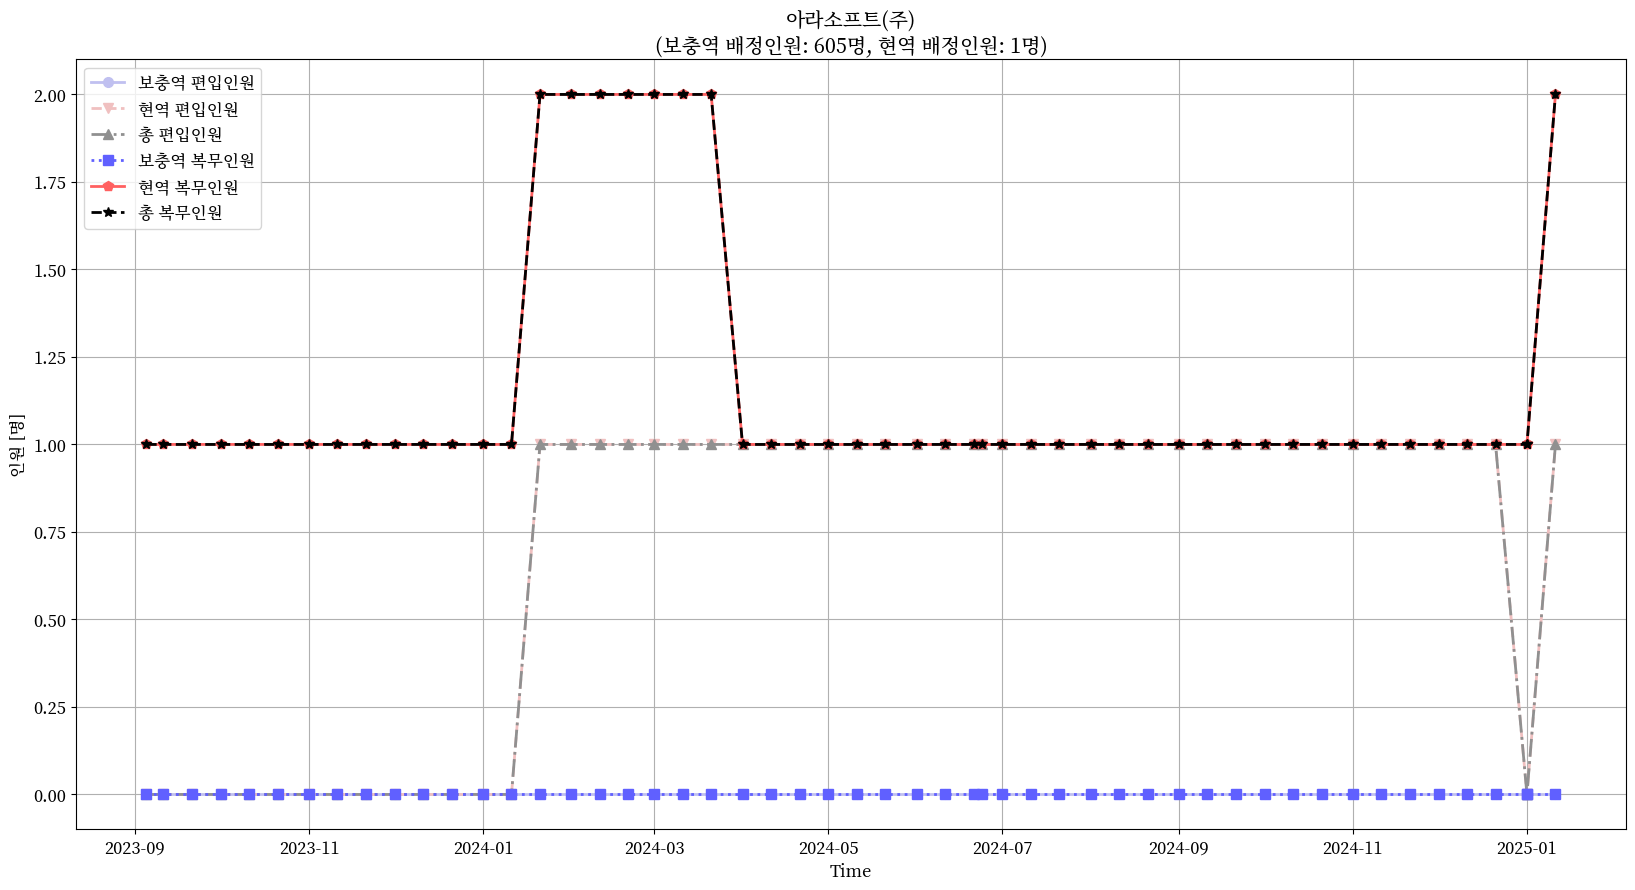 아라소프트(주)
(보충역 배정인원: 605명, 현역 배정인원: 1명)
보충역 편입인원
현역 편입인원
총 편입인원
보충역 복무인원
현역 복무인원
총 복무인원
2.00
1.75
1.50
1.25
1.00
0.75
0.50
0.25
0.00
인원 [명]
2023-09 2023-11 2024-01 2024-03 2024-05 2024-07 2024-09 2024-11 2025-01
Time